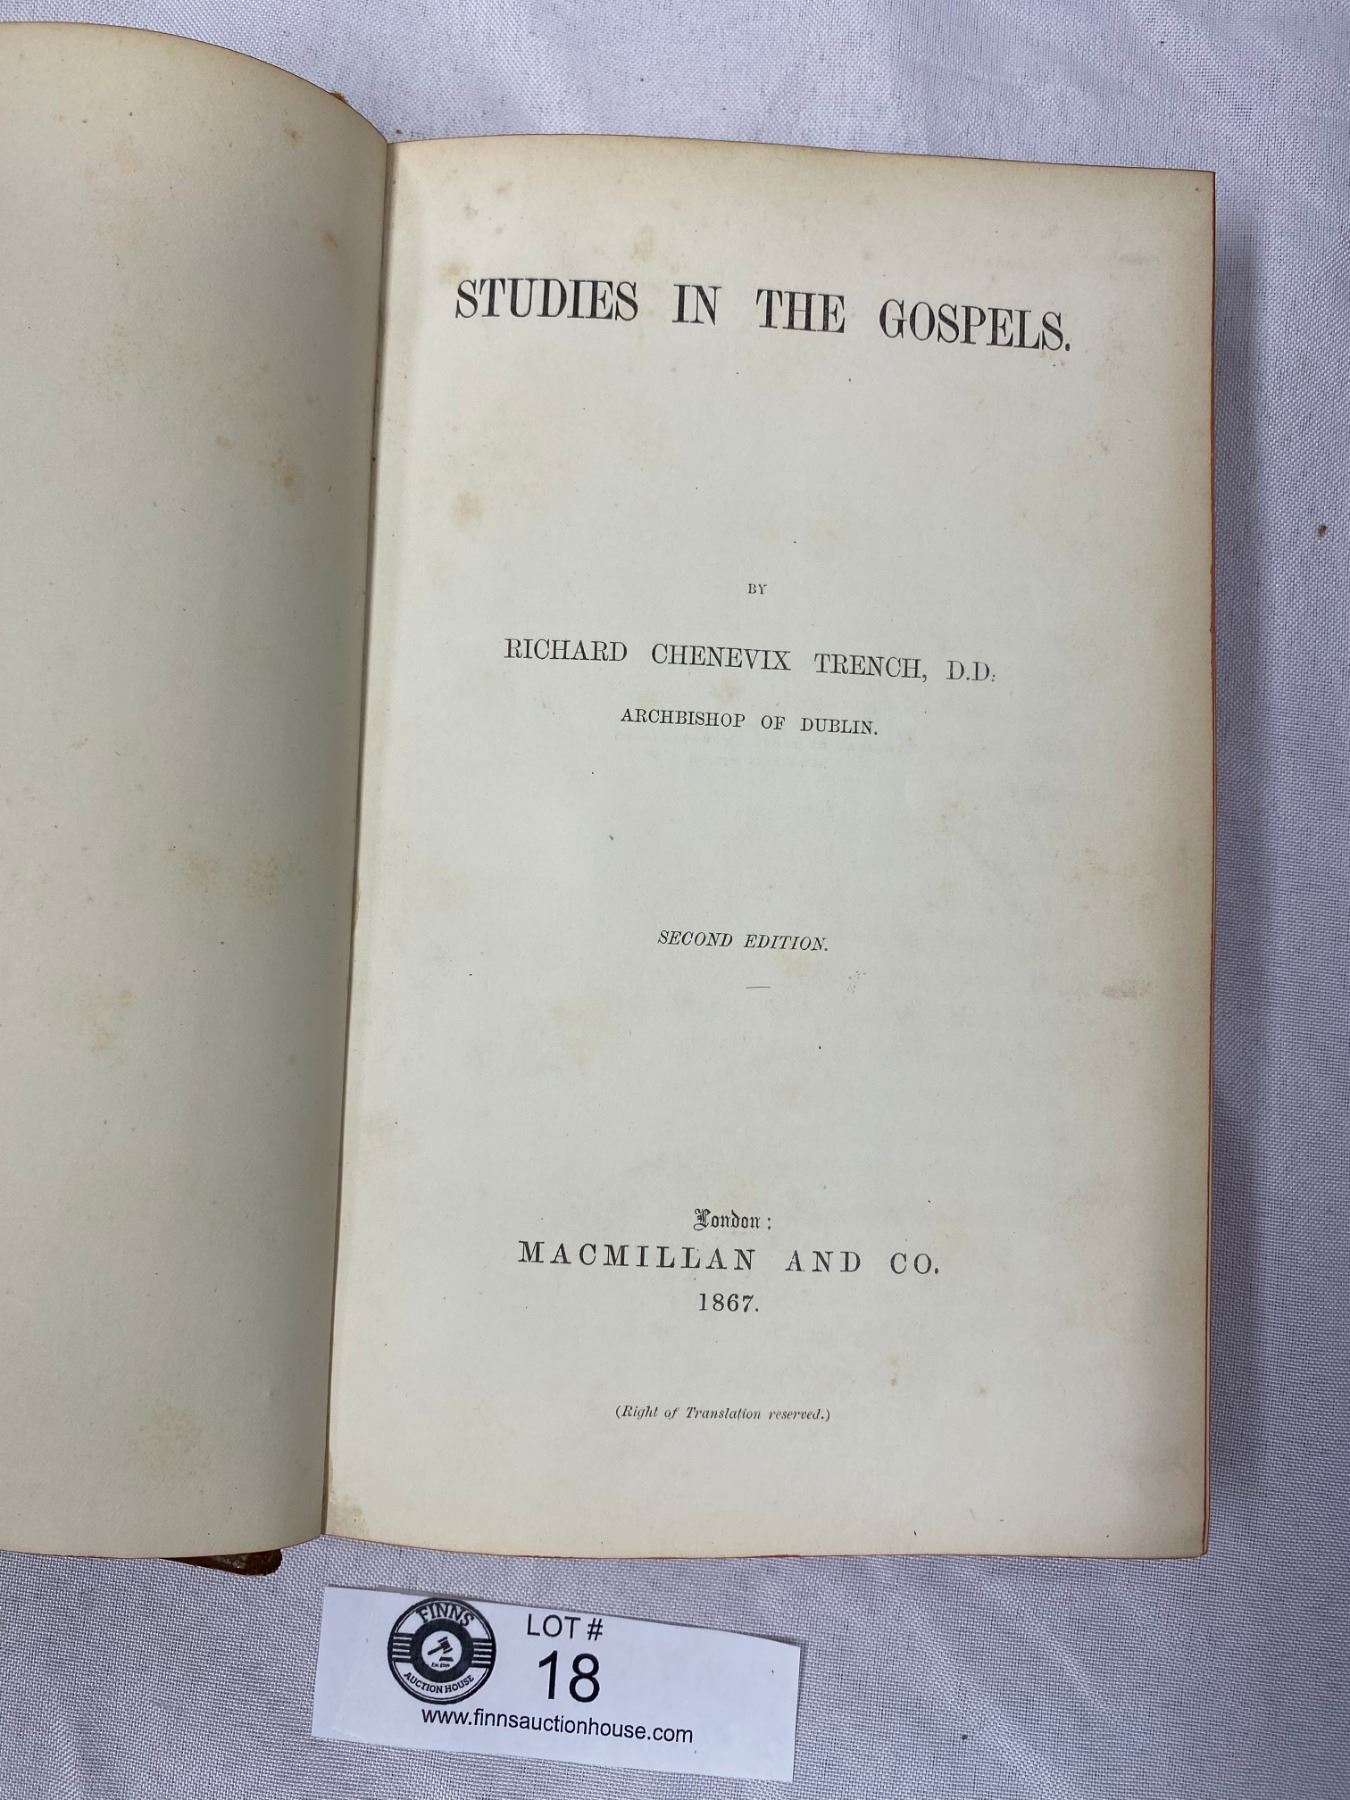 STUDIES IN THE GOSPELS.
BY
RICHARD CHENEVIX TRENCH, D.D.
ARCHBISHOP OF DUBLIN.
SECOND EDITION.
London:
MACMILLAN AND CO.
1867.
(Right of Translation reserved.)
FINNS
AUCTION HOUSE
LOT #
18
www.finnsauctionhouse.com